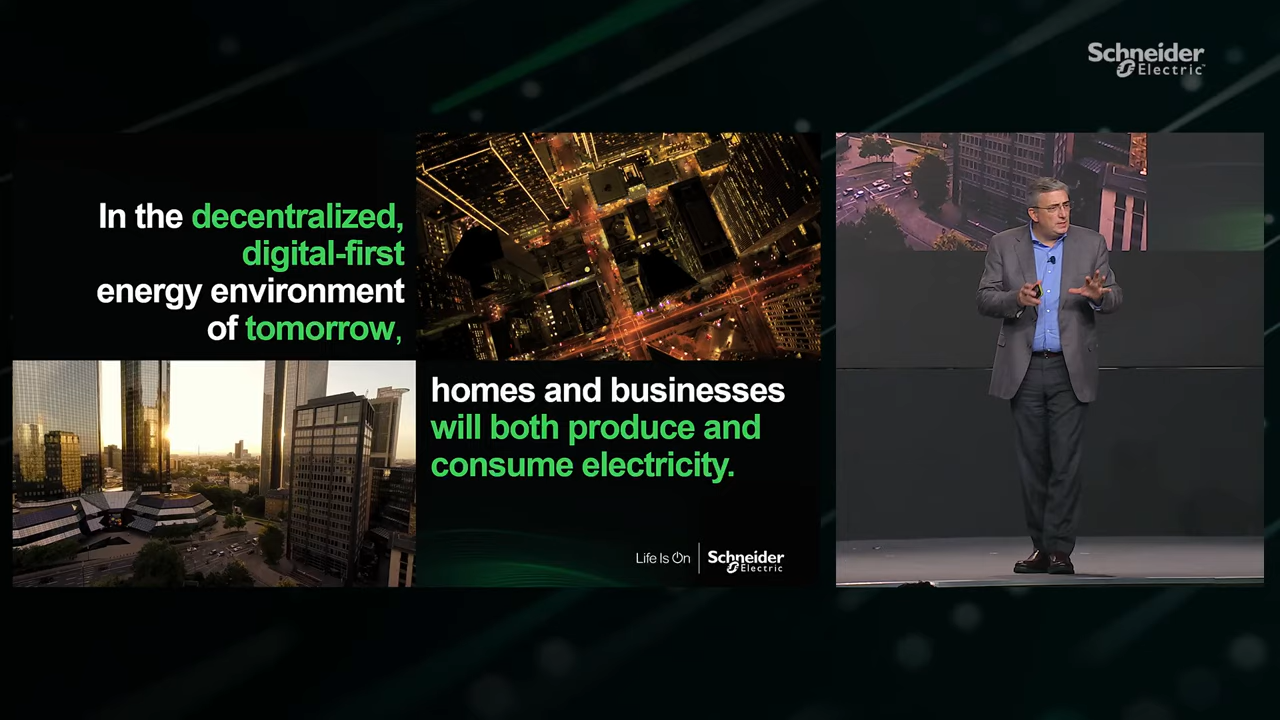 Schneider
Electric
In the decentralized,
digital-first
energy environment
of tomorrow,
homes and businesses
will both produce and
consume electricity.
Life Is On
Schneider
Electric